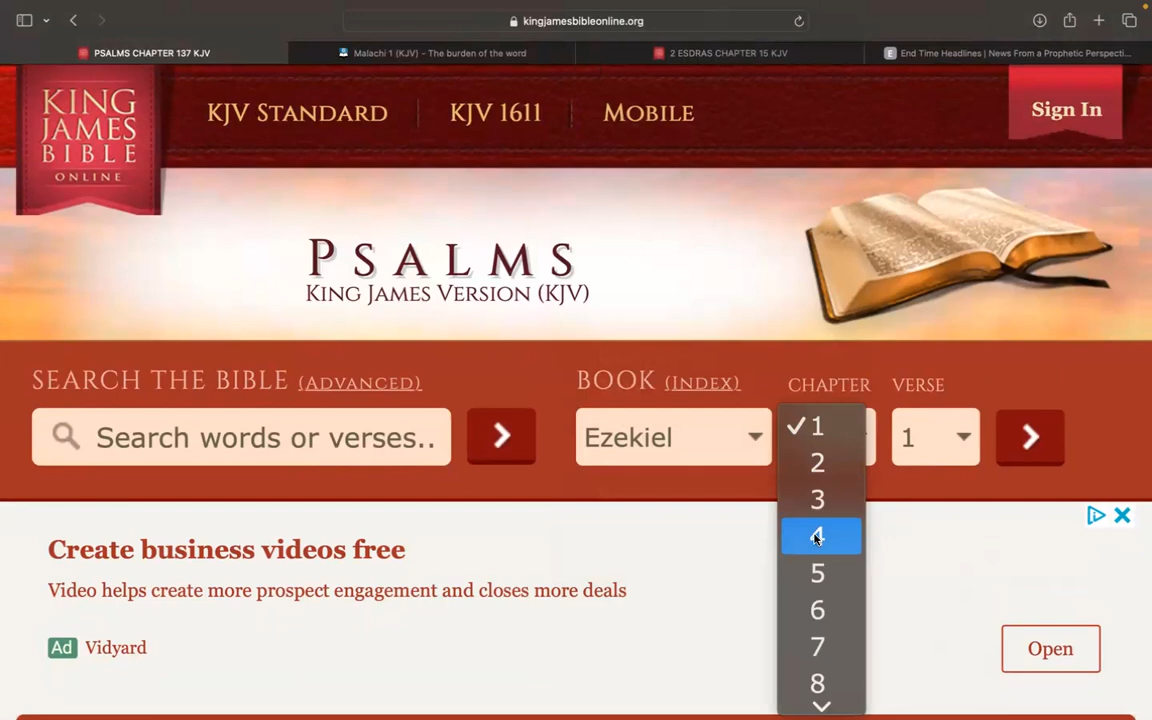 kingjamesbibleonline.org
PSALMS CHAPTER 137 KJV
Malachi 1 (KJV) - The burden of the word
2 ESDRAS CHAPTER 15 KJV
E End Time Headlines | News From a Prophetic Perspecti...
KING JAMES BIBLE ONLINE
KJV STANDARD
KJV 1611
MOBILE
Sign In
PSALMS
KING JAMES VERSION (KJV)
SEARCH THE BIBLE (ADVANCED)
BOOK (INDEX)
CHAPTER
VERSE
Search words or verses..
Ezekiel
1
1
2
3
4
5
6
7
8
Create business videos free
Video helps create more prospect engagement and closes more deals
Ad Vidyard
Open